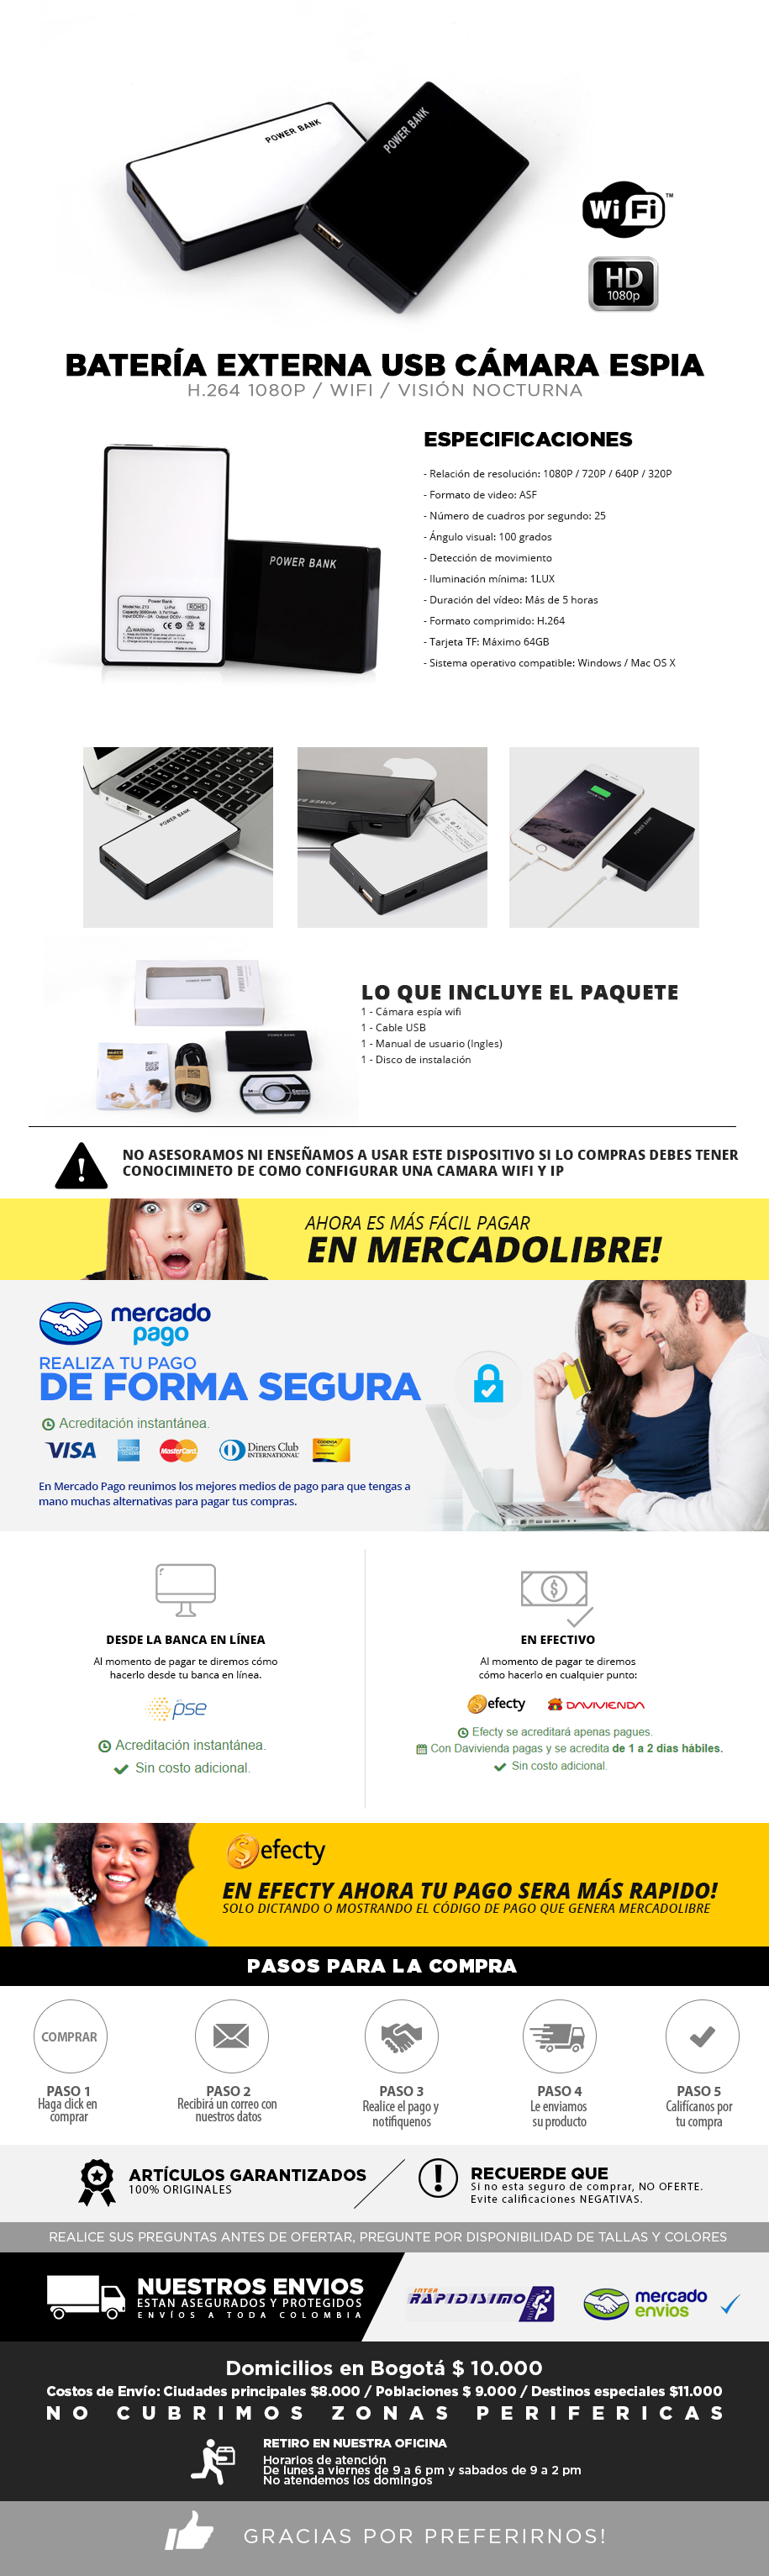 POWER BANK
POWER BANK
WiFi™
HD
1080p
BATERÍA EXTERNA USB CÁMARA ESPIA
H.264 1080P / WIFI / VISIÓN NOCTURNA
ESPECIFICACIONES
- Relación de resolución: 1080P / 720P / 640P / 320P
- Formato de video: ASF
- Número de cuadros por segundo: 25
- Ángulo visual: 100 grados
- Detección de movimiento
- Iluminación mínima: 1LUX
- Duración del vídeo: Más de 5 horas
- Formato comprimido: H.264
- Tarjeta TF: Máximo 64GB
- Sistema operativo compatible: Windows / Mac OS X
POWER BANK
Power Bank
ROHS
WARNING
Made in china
POWER BANK
POWER BANK
POWER BANK
LO QUE INCLUYE EL PAQUETE
1 - Cámara espía wifi
1 - Cable USB
1 - Manual de usuario (Ingles)
1 - Disco de instalación
NO ASESORAMOS NI ENSEÑAMOS A USAR ESTE DISPOSITIVO SI LO COMPRAS DEBES TENER
CONOCIMINETO DE COMO CONFIGURAR UNA CAMARA WIFI Y IP
AHORA ES MÁS FÁCIL PAGAR
EN MERCADOLIBRE!
mercado
pago
REALIZA TU PAGO
DE FORMA SEGURA
Acreditación instantánea.
VISA
MasterCard
Diners Club
INTERNATIONAL
CODENSA
En Mercado Pago reunimos los mejores medios de pago para que tengas a
mano muchas alternativas para pagar tus compras.
DESDE LA BANCA EN LÍNEA
Al momento de pagar te diremos cómo
hacerlo desde tu banca en línea.
pse
Acreditación instantánea.
Sin costo adicional.
EN EFECTIVO
Al momento de pagar te diremos
cómo hacerlo en cualquier punto:
efecty
DAVIVIENDA
Efecty se acreditará apenas pagues.
Con Davivienda pagas y se acredita de 1 a 2 dias hábiles.
Sin costo adicional.
efecty
EN EFECTY AHORA TU PAGO SERA MÁS RAPIDO!
SOLO DICTANDO O MOSTRANDO EL CÓDIGO DE PAGO QUE GENERA MERCADOLIBRE
PASOS PARA LA COMPRA
COMPRAR
PASO 1
Haga click en
comprar
PASO 2
Recibirá un correo con
nuestros datos
PASO 3
Realice el pago y
notifiquenos
PASO 4
Le enviamos
su producto
PASO 5
Califícanos por
tu compra
ARTÍCULOS GARANTIZADOS
100% ORIGINALES
RECUERDE QUE
Si no esta seguro de comprar, NO OFERTE.
Evite calificaciones NEGATIVAS.
REALICE SUS PREGUNTAS ANTES DE OFERTAR, PREGUNTE POR DISPONIBILIDAD DE TALLAS Y COLORES
NUESTROS ENVIOS
ESTAN ASEGURADOS Y PROTEGIDOS
ENVÍOS A TODA COLOMBIA
INTER
RAPIDISIMO
mercado
envios
Domicilios en Bogotá $ 10.000
Costos de Envío: Ciudades principales $8.000 / Poblaciones $ 9.000 / Destinos especiales $11.000
NO CUBRIMOS ZONAS PERIFERICAS
RETIRO EN NUESTRA OFICINA
Horarios de atención
De lunes a viernes de 9 a 6 pm y sabados de 9 a 2 pm
No atendemos los domingos
GRACIAS POR PREFERIRNOS!